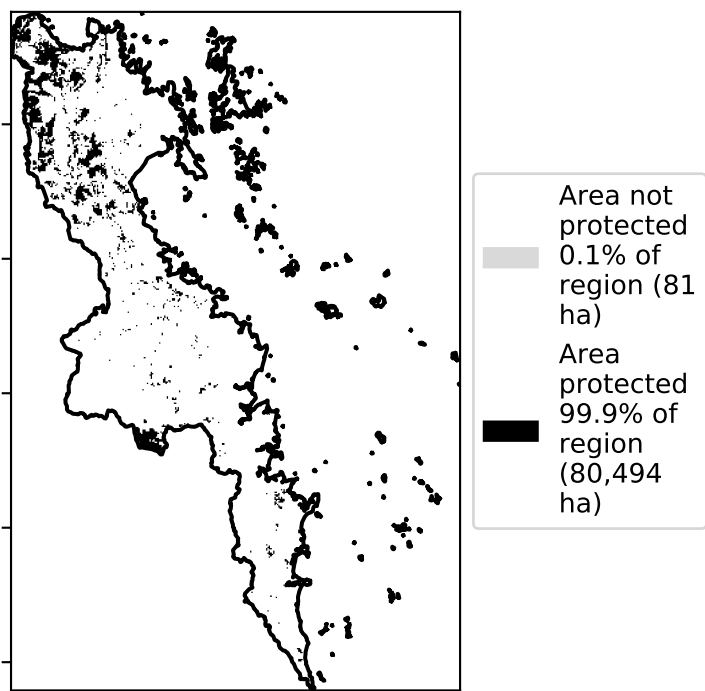 Area not
protected
0.1% of
region (81
ha)
Area
protected
99.9% of
region
(80,494
ha)